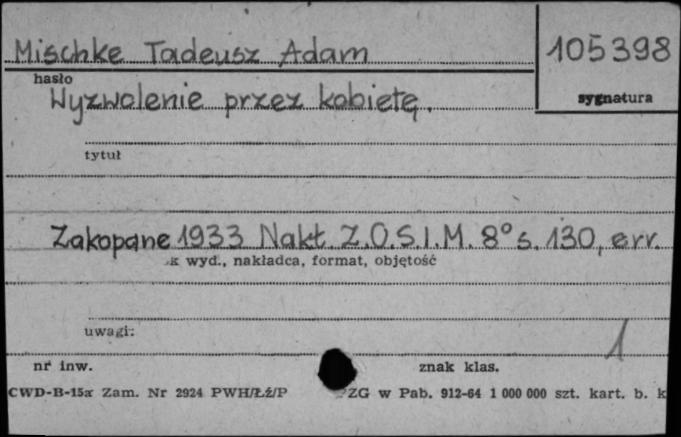 Mischke Tadeusz Adam
105398
hasło
sygnatura
Wyzwolenie przez kobietę.
tytuł
Zakopane 1933 Nakł. Z.O.S.I.M. 8° s. 130, err.
k wyd., nakładca, format, objętość
uwagi:
1
nr inw.
znak klas.
CWD-B-15a Zam. Nr 2924 PWH/Łź/P ZG w Pab. 912-64 1 000 000 szt. kart. b. k